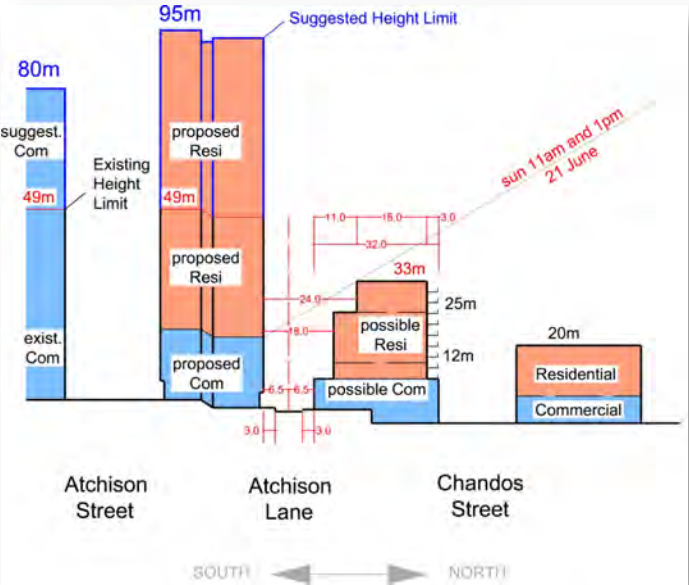 95m
Suggested Height Limit
80m
suggest.
Com
proposed
Resi
sun 11am and 1pm
21 June
Existing
Height
Limit
49m
49m
11.0
18.0
3.0
32.0
proposed
Resi
33m
24.0
25m
18.0
possible
Resi
20m
exist.
Com
proposed
Com
12m
Residential
6.5
6.5
possible Com
Commercial
3.0
3.0
Atchison
Street
Atchison
Lane
Chandos
Street
SOUTH
NORTH